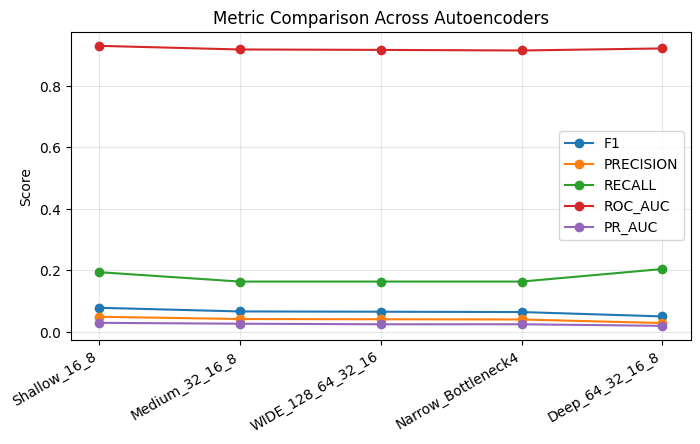 Metric Comparison Across Autoencoders
Score
0.8
0.6
0.4
0.2
0.0
F1
PRECISION
RECALL
ROC_AUC
PR_AUC
Shallow_16_8
Medium_32_16_8
WIDE_128_64_32_16
Narrow_Bottleneck4
Deep_64_32_16_8